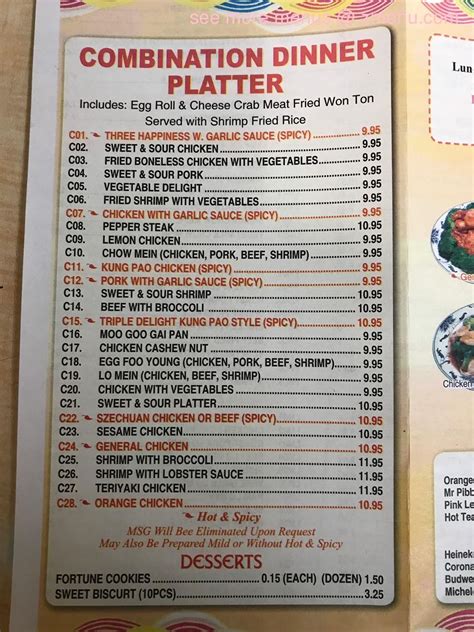 see more menus at zmenu.com
COMBINATION DINNER
PLATTER
Includes: Egg Roll & Cheese Crab Meat Fried Won Ton
Served with Shrimp Fried Rice
C01. THREE HAPPINESS W. GARLIC SAUCE (SPICY) 9.95
C02. SWEET & SOUR CHICKEN 9.95
C03. FRIED BONELESS CHICKEN WITH VEGETABLES 9.95
C04. SWEET & SOUR PORK 9.95
C05. VEGETABLE DELIGHT 9.95
C06. FRIED SHRIMP WITH VEGETABLES 9.95
C07. CHICKEN WITH GARLIC SAUCE (SPICY) 9.95
C08. PEPPER STEAK 10.95
C09. LEMON CHICKEN 9.95
C10. CHOW MEIN (CHICKEN, PORK, BEEF, SHRIMP) 9.95
C11. KUNG PAO CHICKEN (SPICY) 9.95
C12. PORK WITH GARLIC SAUCE (SPICY) 9.95
C13. SWEET & SOUR SHRIMP 10.95
C14. BEEF WITH BROCCOLI 10.95
C15. TRIPLE DELIGHT KUNG PAO STYLE (SPICY) 10.95
C16. MOO GOO GAI PAN 9.95
C17. CHICKEN CASHEW NUT 9.95
C18. EGG FOO YOUNG (CHICKEN, PORK, BEEF, SHRIMP) 9.95
C19. LO MEIN (CHICKEN, BEEF, SHRIMP) 9.95
C20. CHICKEN WITH VEGETABLES 9.95
C21. SWEET & SOUR PLATTER 10.95
C22. SZECHUAN CHICKEN OR BEEF (SPICY) 10.95
C23. SESAME CHICKEN 10.95
C24. GENERAL CHICKEN 10.95
C25. SHRIMP WITH BROCCOLI 11.95
C26. SHRIMP WITH LOBSTER SAUCE 11.95
C27. TERIYAKI CHICKEN 11.95
C28. ORANGE CHICKEN 10.95
Hot & Spicy
MSG Will Bee Eliminated Upon Request
May Also Be Prepared Mild or Without Hot & Spicy
DESSERTS
FORTUNE COOKIES 0.15 (EACH) (DOZEN) 1.50
SWEET BISCURT (10PCS) 3.25
Lun
Ge
Chicken
Oranges
Mr Pibb
Pink Le
Hot Tea
Heineke
Corona
Budwe
Michelo